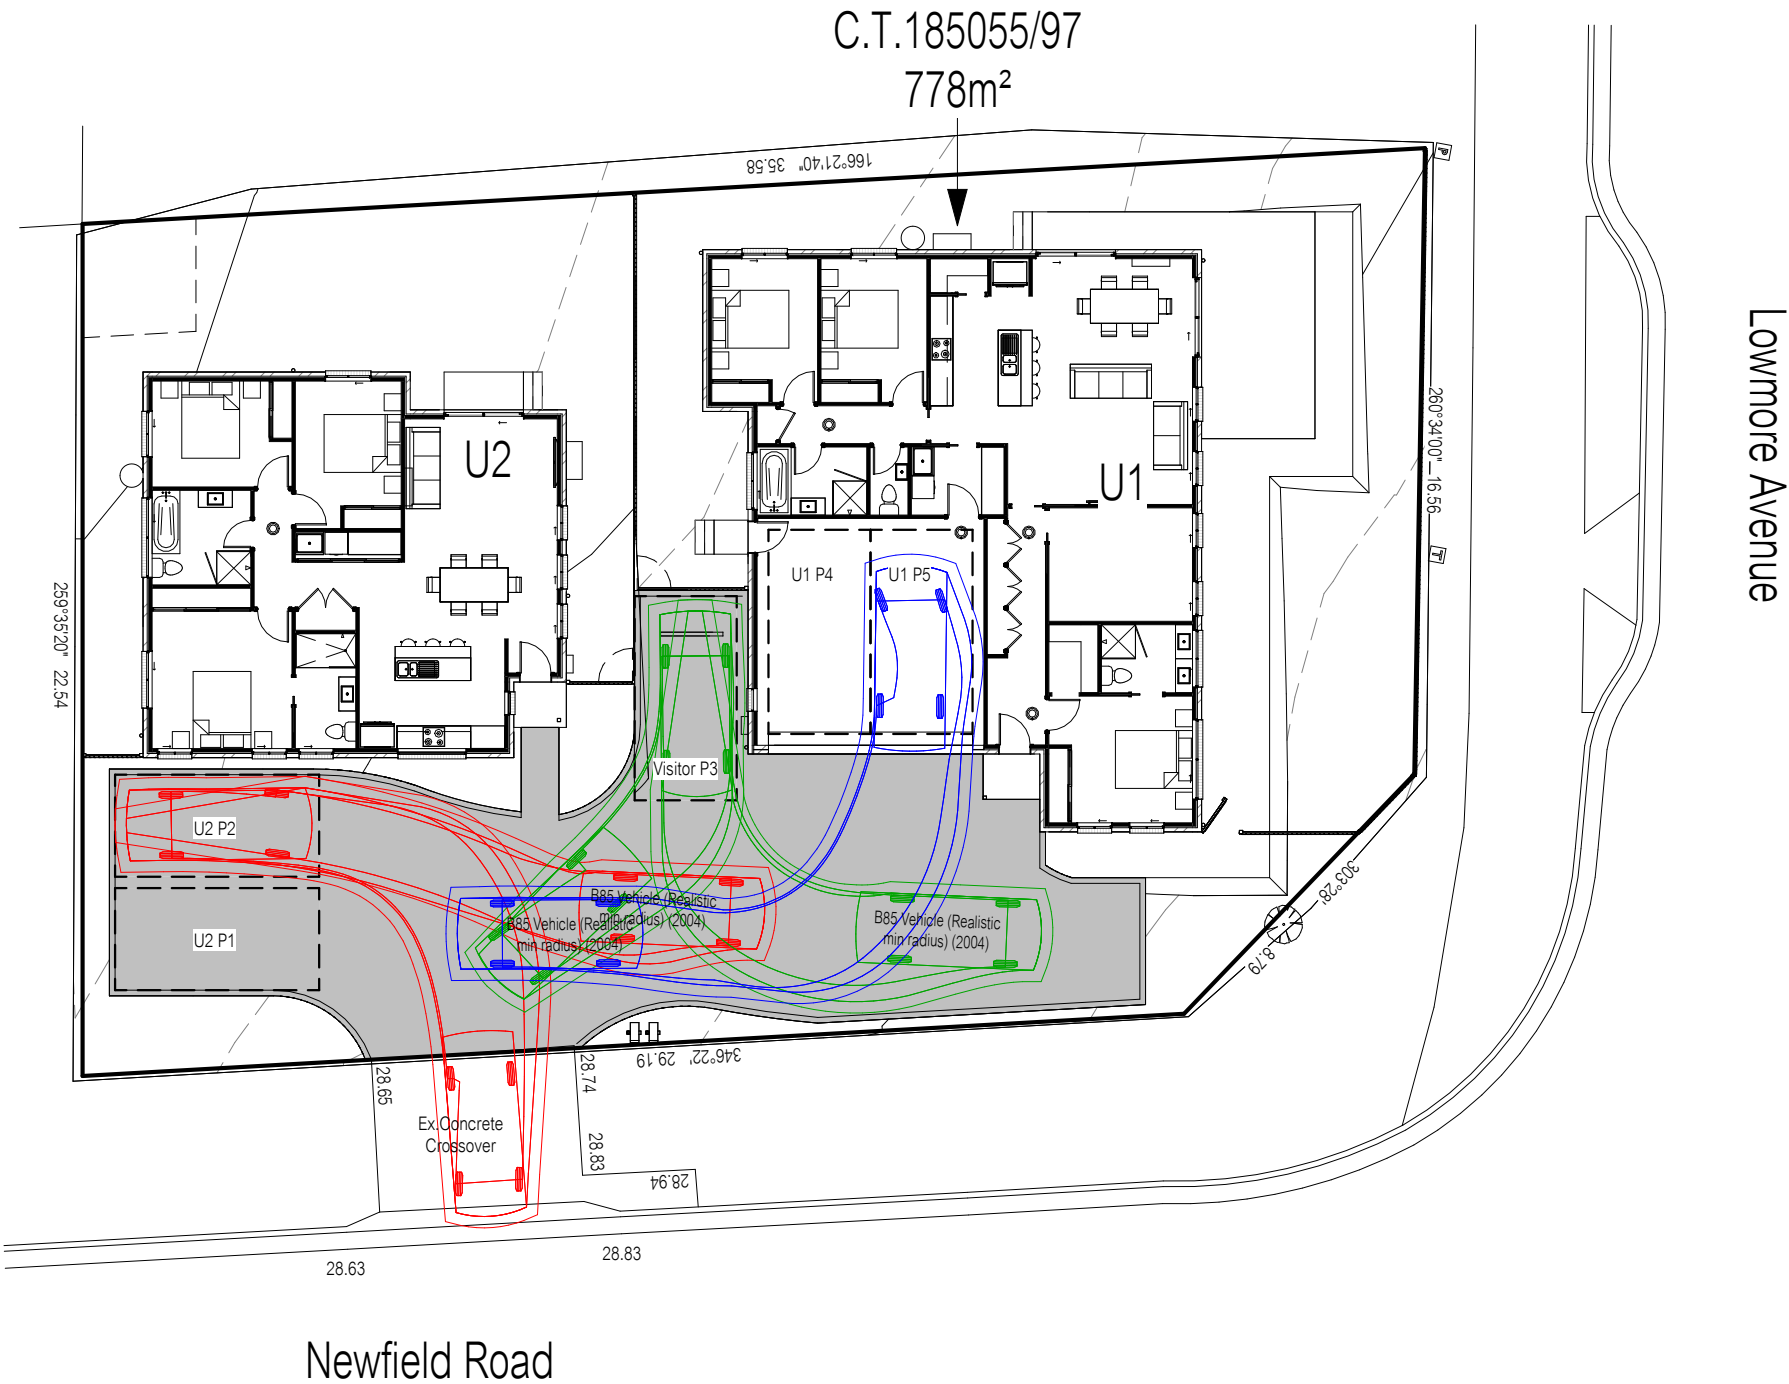 C.T.185055/97
778m²
166°21'40" 35.58
P
Lowmore Avenue
260°34'00" 16.56
T
U2
U1
U1 P4
U1 P5
259°35'20" 22.54
Visitor P3
U2 P2
U2 P1
B85 Vehicle (Realistic
min radius) (2004)
B85 Vehicle (Realistic
min radius) (2004)
B85 Vehicle (Realistic
min radius) (2004)
303°28'
8.79
346°22' 29.19
28.65
28.74
Ex.Concrete
Crossover
28.83
28.94
28.83
28.63
Newfield Road